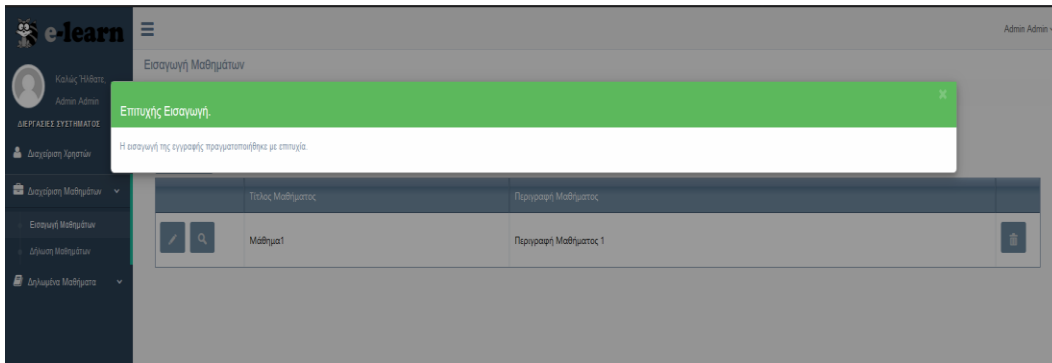 e-learn
Admin Admin
Καλώς Ήλθατε,
Admin Admin
Εισαγωγή Μαθημάτων
Επιτυχής Εισαγωγή.
×
Η εισαγωγή της εγγραφής πραγματοποιήθηκε με επιτυχία.
ΔΙΕΡΓΑΣΙΕΣ ΣΥΣΤΗΜΑΤΟΣ
Διαχείριση Χρηστών
Διαχείριση Μαθημάτων
Εισαγωγή Μαθημάτων
Δήλωση Μαθημάτων
Δηλωμένα Μαθήματα
Τίτλος Μαθήματος Περιγραφή Μαθήματος
Μάθημα1 Περιγραφή Μαθήματος 1